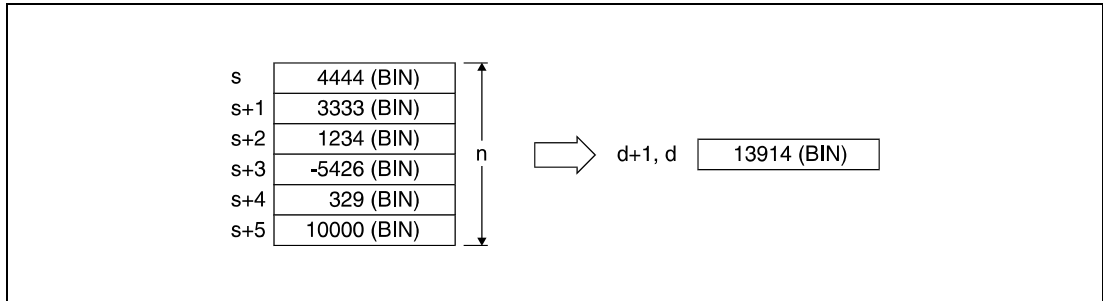 s 4444 (BIN)
s+1 3333 (BIN)
s+2 1234 (BIN)
s+3 -5426 (BIN)
s+4 329 (BIN)
s+5 10000 (BIN)
n
d+1, d 13914 (BIN)